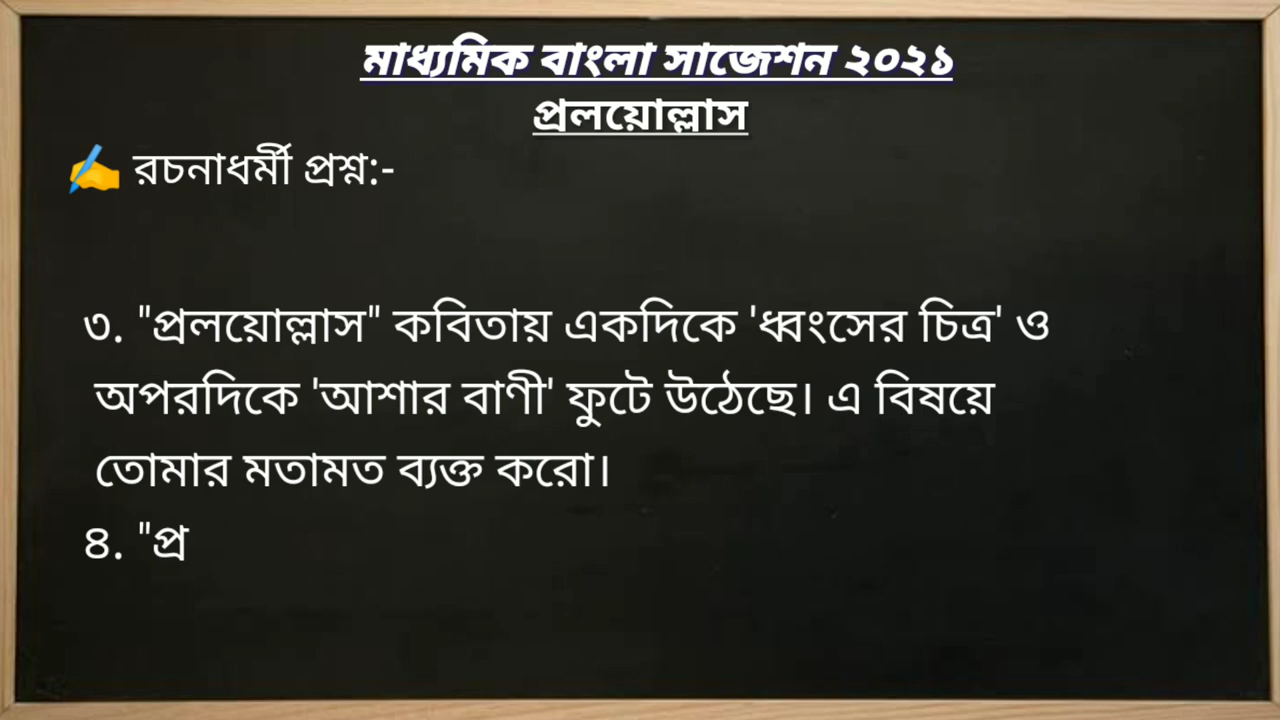 মাধ্যমিক বাংলা সাজেশন ২০২১
প্রলয়োল্লাস
✍ রচনাধর্মী প্রশ্ন:-
৩. "প্রলয়োল্লাস" কবিতায় একদিকে 'ধ্বংসের চিত্র' ও
অপরদিকে 'আশার বাণী' ফুটে উঠেছে। এ বিষয়ে
তোমার মতামত ব্যক্ত করো।
৪. "প্র